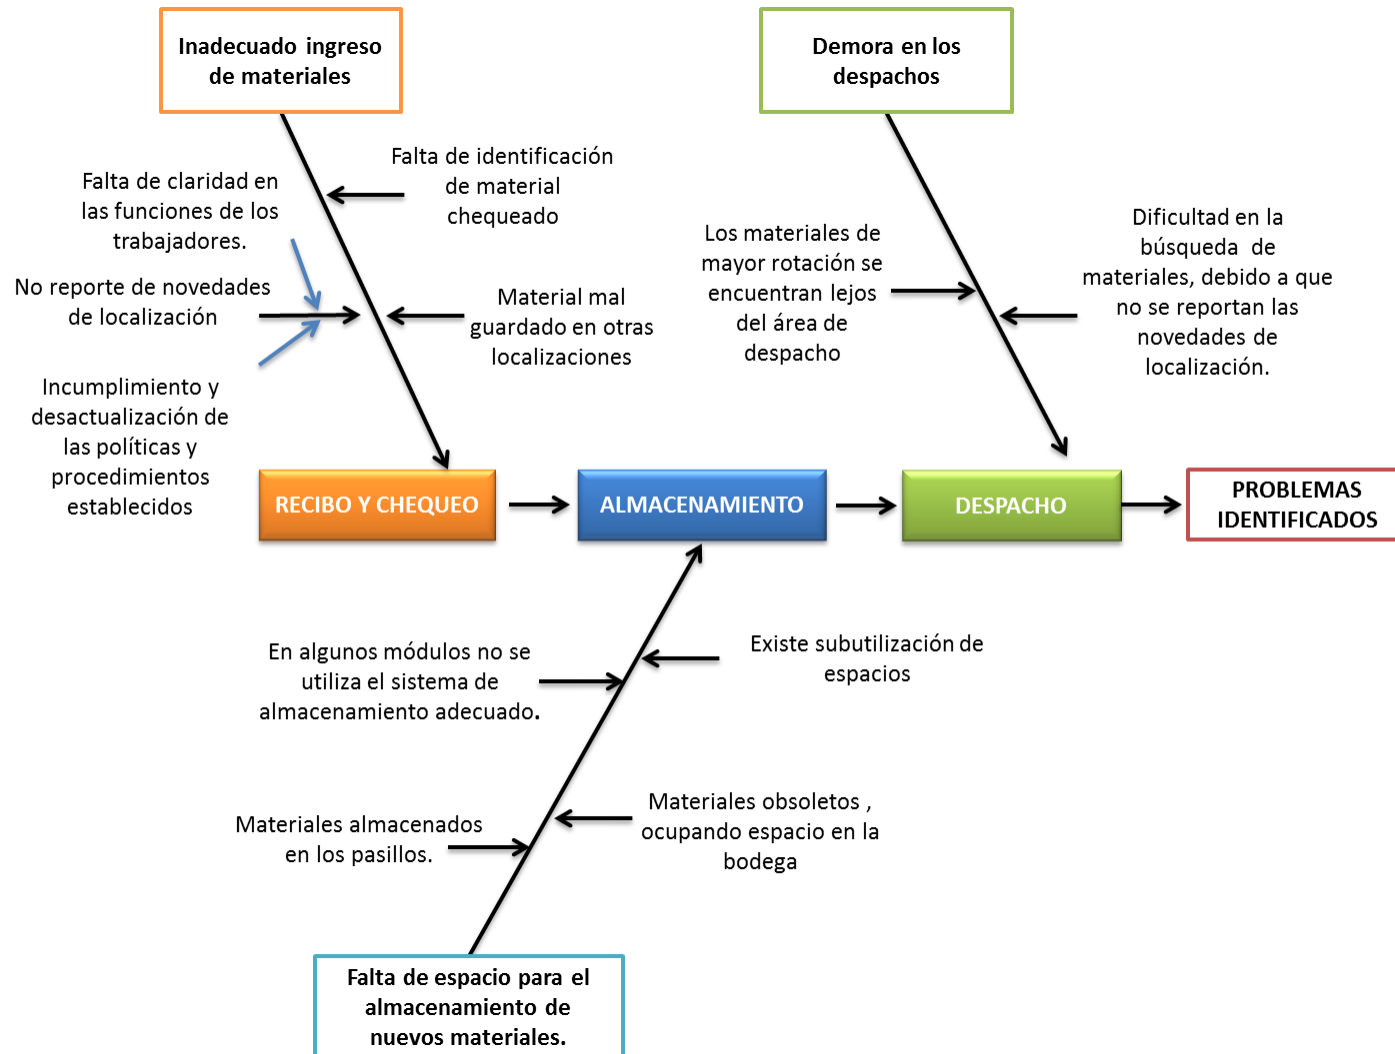 Inadecuado ingreso
de materiales
Demora en los
despachos
Falta de identificación
de material
chequeado
Falta de claridad en
las funciones de los
trabajadores.
Los materiales de
mayor rotación se
encuentran lejos
del área de
despacho
Dificultad en la
búsqueda de
materiales, debido a que
no se reportan las
novedades de
localización.
No reporte de novedades
de localización
Material mal
guardado en otras
localizaciones
Incumplimiento y
desactualización de
las políticas y
procedimientos
establecidos
RECIBO Y CHEQUEO
ALMACENAMIENTO
DESPACHO
PROBLEMAS
IDENTIFICADOS
En algunos módulos no se
utiliza el sistema de
almacenamiento adecuado.
Existe subutilización de
espacios
Materiales almacenados
en los pasillos.
Materiales obsoletos ,
ocupando espacio en la
bodega
Falta de espacio para el
almacenamiento de
nuevos materiales.